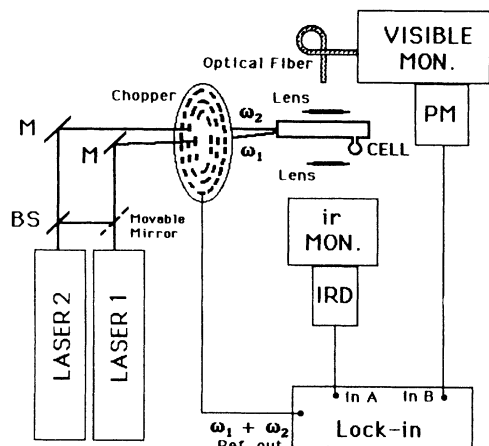 VISIBLE
MON.
Optical Fiber
PM
Chopper
Lens
M
ω₂
M
ω₁
CELL
Lens
BS
Movable
Mirror
ir
MON.
IRD
LASER 2
LASER 1
In A
In B
ω₁ + ω₂
Ref. out
Lock-in